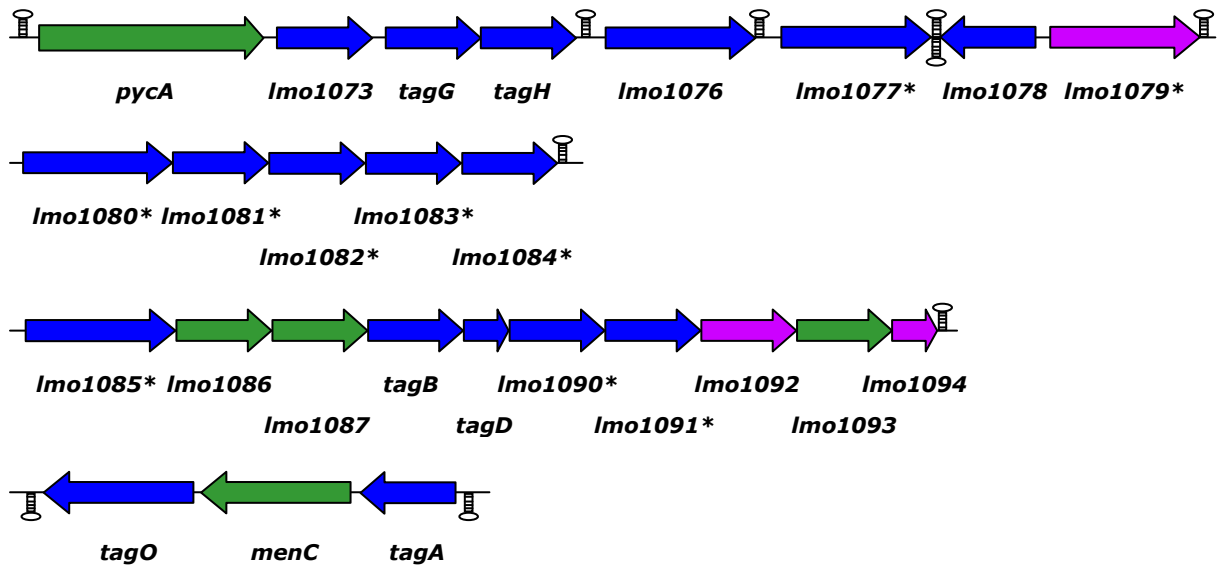 pycA lmo1073 tagG tagH lmo1076 lmo1077* lmo1078 lmo1079*
lmo1080* lmo1081* lmo1083*
lmo1082* lmo1084*
lmo1085* lmo1086 tagB lmo1090* lmo1092 lmo1094
lmo1087 tagD lmo1091* lmo1093
tagO menC tagA